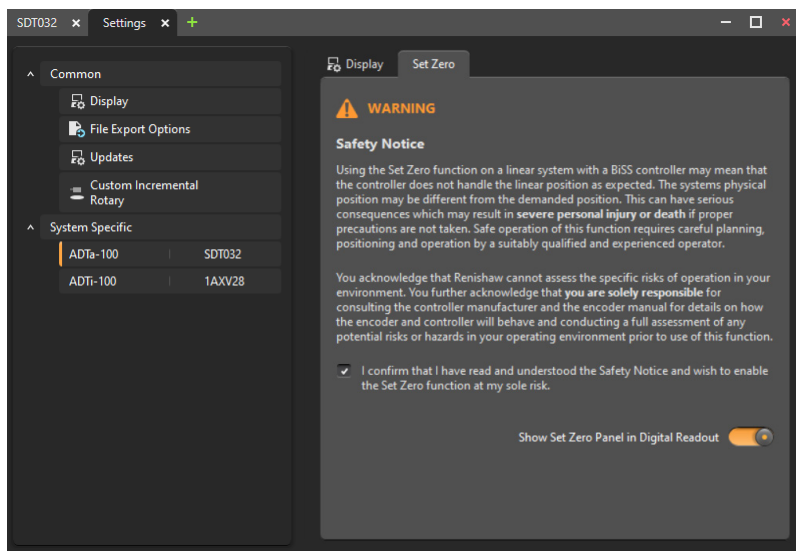 SDT032
Settings
Common
Display
File Export Options
Updates
Custom Incremental
Rotary
System Specific
ADTa-100 SDT032
ADTi-100 1AXV28
Display
Set Zero
WARNING
Safety Notice
Using the Set Zero function on a linear system with a BiSS controller may mean that
the controller does not handle the linear position as expected. The systems physical
position may be different from the demanded position. This can have serious
consequences which may result in severe personal injury or death if proper
precautions are not taken. Safe operation of this function requires careful planning,
positioning and operation by a suitably qualified and experienced operator.
You acknowledge that Renishaw cannot assess the specific risks of operation in your
environment. You further acknowledge that you are solely responsible for
consulting the controller manufacturer and the encoder manual for details on how
the encoder and controller will behave and conducting a full assessment of any
potential risks or hazards in your operating environment prior to use of this function.
I confirm that I have read and understood the Safety Notice and wish to enable
the Set Zero function at my sole risk.
Show Set Zero Panel in Digital Readout